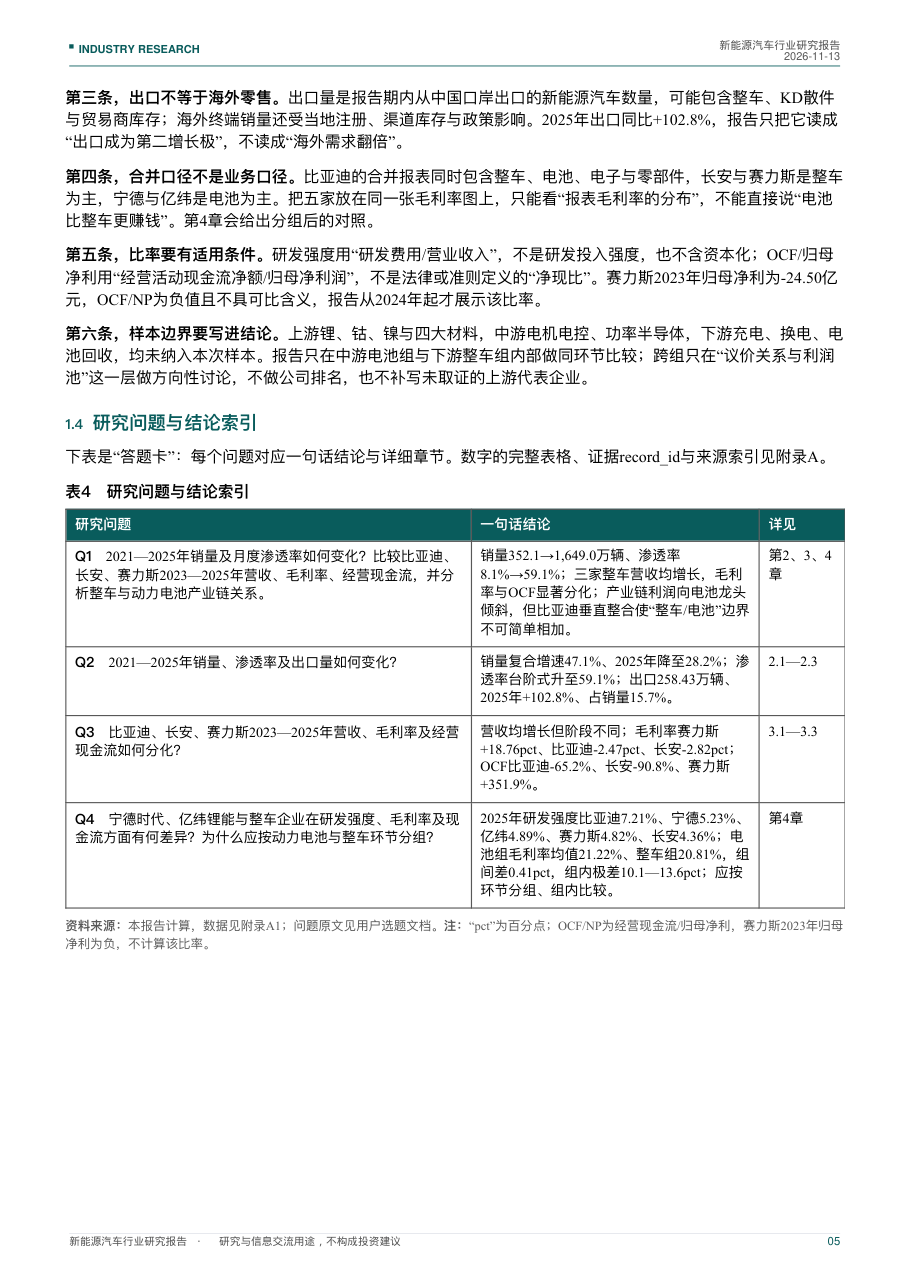 INDUSTRY RESEARCH
新能源汽车行业研究报告
2026-11-13
第三条，出口不等于海外零售。出口量是报告期内从中国口岸出口的新能源汽车数量，可能包含整车、KD散件
与贸易商库存；海外终端销量还受当地注册、渠道库存与政策影响。2025年出口同比+102.8%，报告只把它读成
“出口成为第二增长极”，不读成“海外需求翻倍”。
第四条，合并口径不是业务口径。比亚迪的合并报表同时包含整车、电池、电子与零部件，长安与赛力斯是整车
为主，宁德与亿纬是电池为主。把五家放在同一张毛利率图上，只能看“报表毛利率的分布”，不能直接说“电池
比整车更赚钱”。第4章会给出分组后的对照。
第五条，比率要有适用条件。研发强度用“研发费用/营业收入”，不是研发投入强度，也不含资本化；OCF/归母
净利用“经营活动现金流净额/归母净利润”，不是法律或准则定义的“净现比”。赛力斯2023年归母净利为-24.50亿
元，OCF/NP为负值且不具可比含义，报告从2024年起才展示该比率。
第六条，样本边界要写进结论。上游锂、钴、镍与四大材料，中游电机电控、功率半导体，下游充电、换电、电
池回收，均未纳入本次样本。报告只在中游电池组与下游整车组内部做同环节比较；跨组只在“议价关系与利润
池”这一层做方向性讨论，不做公司排名，也不补写未取证的上游代表企业。
1.4 研究问题与结论索引
下表是“答题卡”：每个问题对应一句话结论与详细章节。数字的完整表格、证据record_id与来源索引见附录A。
表4 研究问题与结论索引
研究问题 一句话结论 详见
Q1 2021—2025年销量及月度渗透率如何变化？比较比亚迪、
长安、赛力斯2023—2025年营收、毛利率、经营现金流，并分
析整车与动力电池产业链关系。
销量352.1→1,649.0万辆、渗透率
8.1%→59.1%；三家整车营收均增长，毛利
率与OCF显著分化；产业链利润向电池龙头
倾斜，但比亚迪垂直整合使“整车/电池”边界
不可简单相加。
第2、3、4
章
Q2 2021—2025年销量、渗透率及出口量如何变化？
销量复合增速47.1%、2025年降至28.2%；渗
透率台阶式升至59.1%；出口258.43万辆、
2025年+102.8%、占销量15.7%。
2.1—2.3
Q3 比亚迪、长安、赛力斯2023—2025年营收、毛利率及经营
现金流如何分化？
营收均增长但阶段不同；毛利率赛力斯
+18.76pct、比亚迪-2.47pct、长安-2.82pct；
OCF比亚迪-65.2%、长安-90.8%、赛力斯
+351.9%。
3.1—3.3
Q4 宁德时代、亿纬锂能与整车企业在研发强度、毛利率及现
金流方面有何差异？为什么应按动力电池与整车环节分组？
2025年研发强度比亚迪7.21%、宁德5.23%、
亿纬4.89%、赛力斯4.82%、长安4.36%；电
池组毛利率均值21.22%、整车组20.81%，组
间差0.41pct，组内极差10.1—13.6pct；应按
环节分组、组内比较。
第4章
资料来源：本报告计算，数据见附录A1；问题原文见用户选题文档。注：“pct”为百分点；OCF/NP为经营现金流/归母净利，赛力斯2023年归母
净利为负，不计算该比率。
新能源汽车行业研究报告 · 研究与信息交流用途，不构成投资建议
05